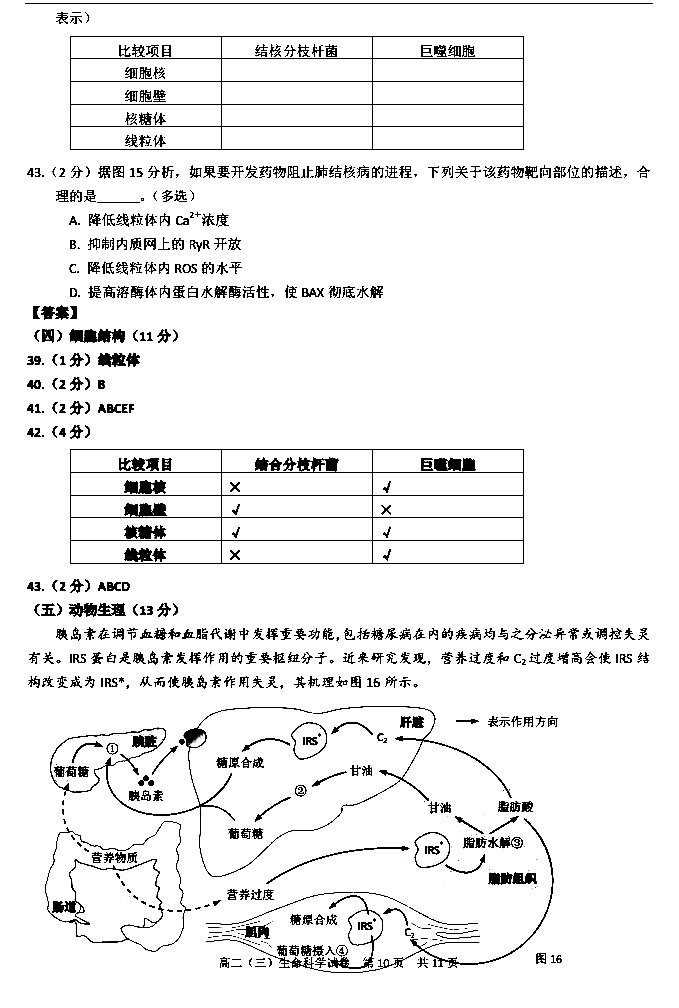 表示）
比较项目 结核分枝杆菌 巨噬细胞
细胞核
细胞壁
核糖体
线粒体
43.（2 分）据图 15 分析，如果要开发药物阻止肺结核病的进程，下列关于该药物靶向部位的描述，合
理的是______。（多选）
A. 降低线粒体内 Ca²⁺浓度
B. 抑制内质网上的 RyR 开放
C. 降低线粒体内 ROS 的水平
D. 提高溶酶体内蛋白水解酶活性，使 BAX 彻底水解
【答案】
（四）细胞结构（11 分）
39.（1 分）线粒体
40.（2 分）B
41.（2 分）ABCEF
42.（4 分）
比较项目 结合分枝杆菌 巨噬细胞
细胞核 × √
细胞壁 √ ×
核糖体 √ √
线粒体 × √
43.（2 分）ABCD
（五）动物生理（13 分）
胰岛素在调节血糖和血脂代谢中发挥重要功能，包括糖尿病在内的疾病均与之分泌异常或调控失灵
有关。IRS 蛋白是胰岛素发挥作用的重要枢纽分子。近来研究发现，营养过度和 C₂ 过度增高会使 IRS 结
构改变成为 IRS*，从而使胰岛素作用失灵，其机理如图 16 所示。
肝脏 表示作用方向
胰脏 ① IRS* C₂
葡萄糖 糖原合成 甘油
胰岛素 ②
甘油 脂肪酸
葡萄糖
IRS* 脂肪水解③
营养物质
脂肪组织
营养过度
肠道
糖原合成 IRS*
肌肉 C₂
葡萄糖摄入④
高二（三）生命科学试卷 第 10 页 共 11 页
图 16